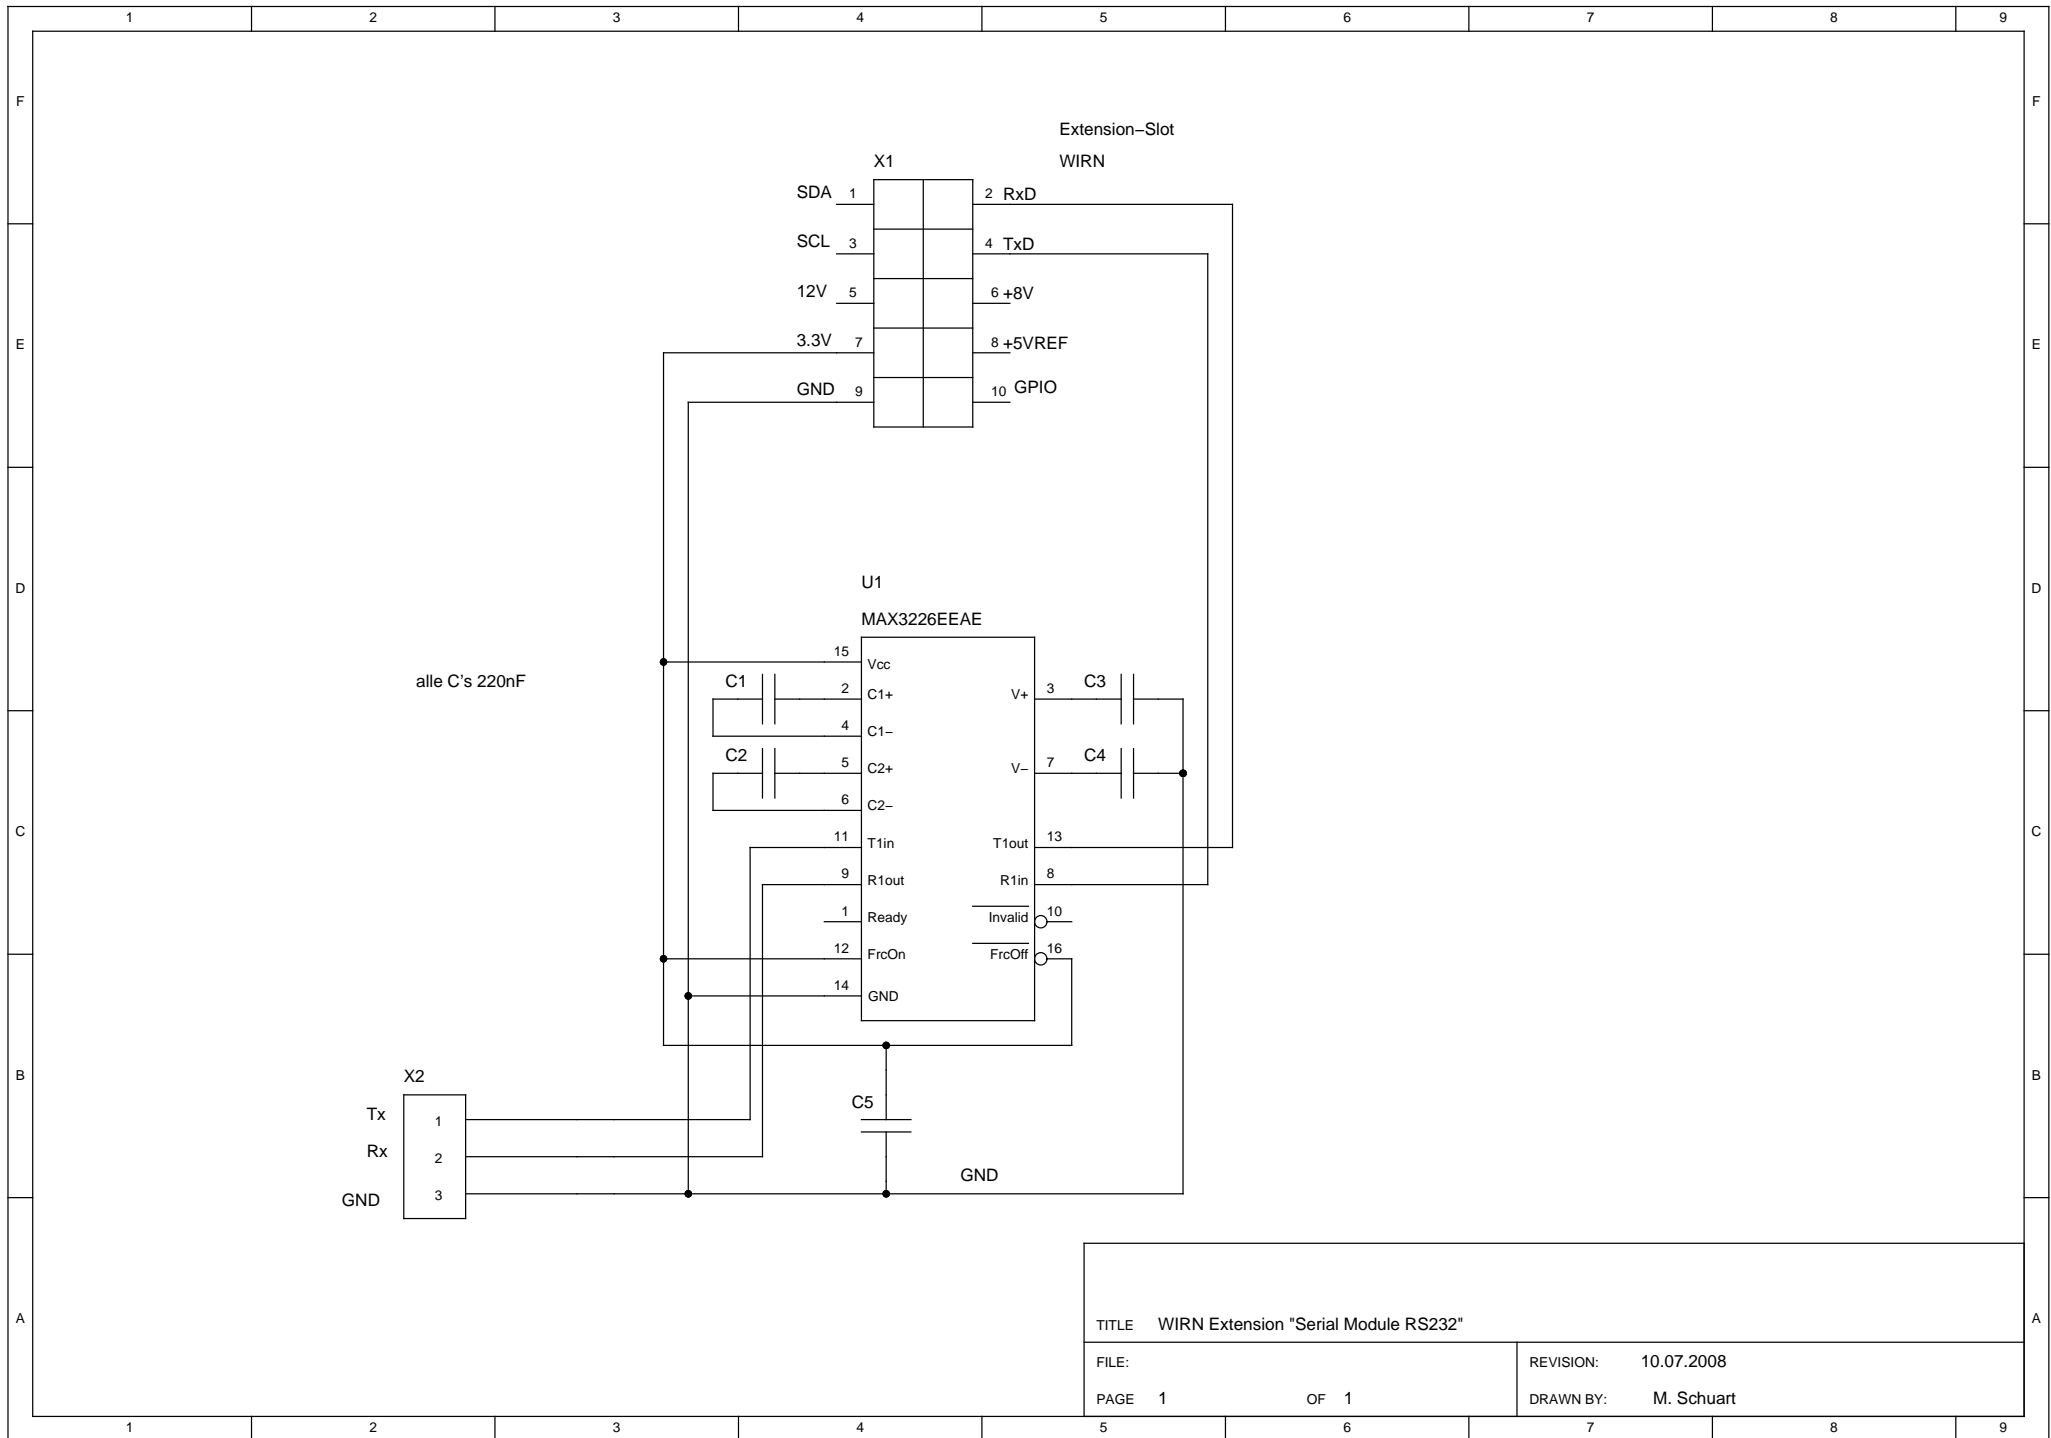 1 2 3 4 5 6 7 8 9
F F
Extension−Slot
X1 WIRN
SDA 1 2 RxD
SCL 3 4 TxD
12V 5 6 +8V
E 3.3V 7 8 +5VREF E
GND 9 10 GPIO
D U1 D
MAX3226EEAE
15 Vcc
alle C's 220nF
C1 2 C1+ V+ 3 C3
4 C1−
C2 5 C2+ V− 7 C4
6 C2−
C 11 T1in T1out 13 C
9 R1out R1in 8
1 Ready Invalid 10
12 FrcOn FrcOff 16
14 GND
B X2 B
C5
Tx 1
Rx 2
GND 3 GND
A TITLE WIRN Extension "Serial Module RS232" A
FILE: REVISION: 10.07.2008
PAGE 1 OF 1 DRAWN BY: M. Schuart
1 2 3 4 5 6 7 8 9